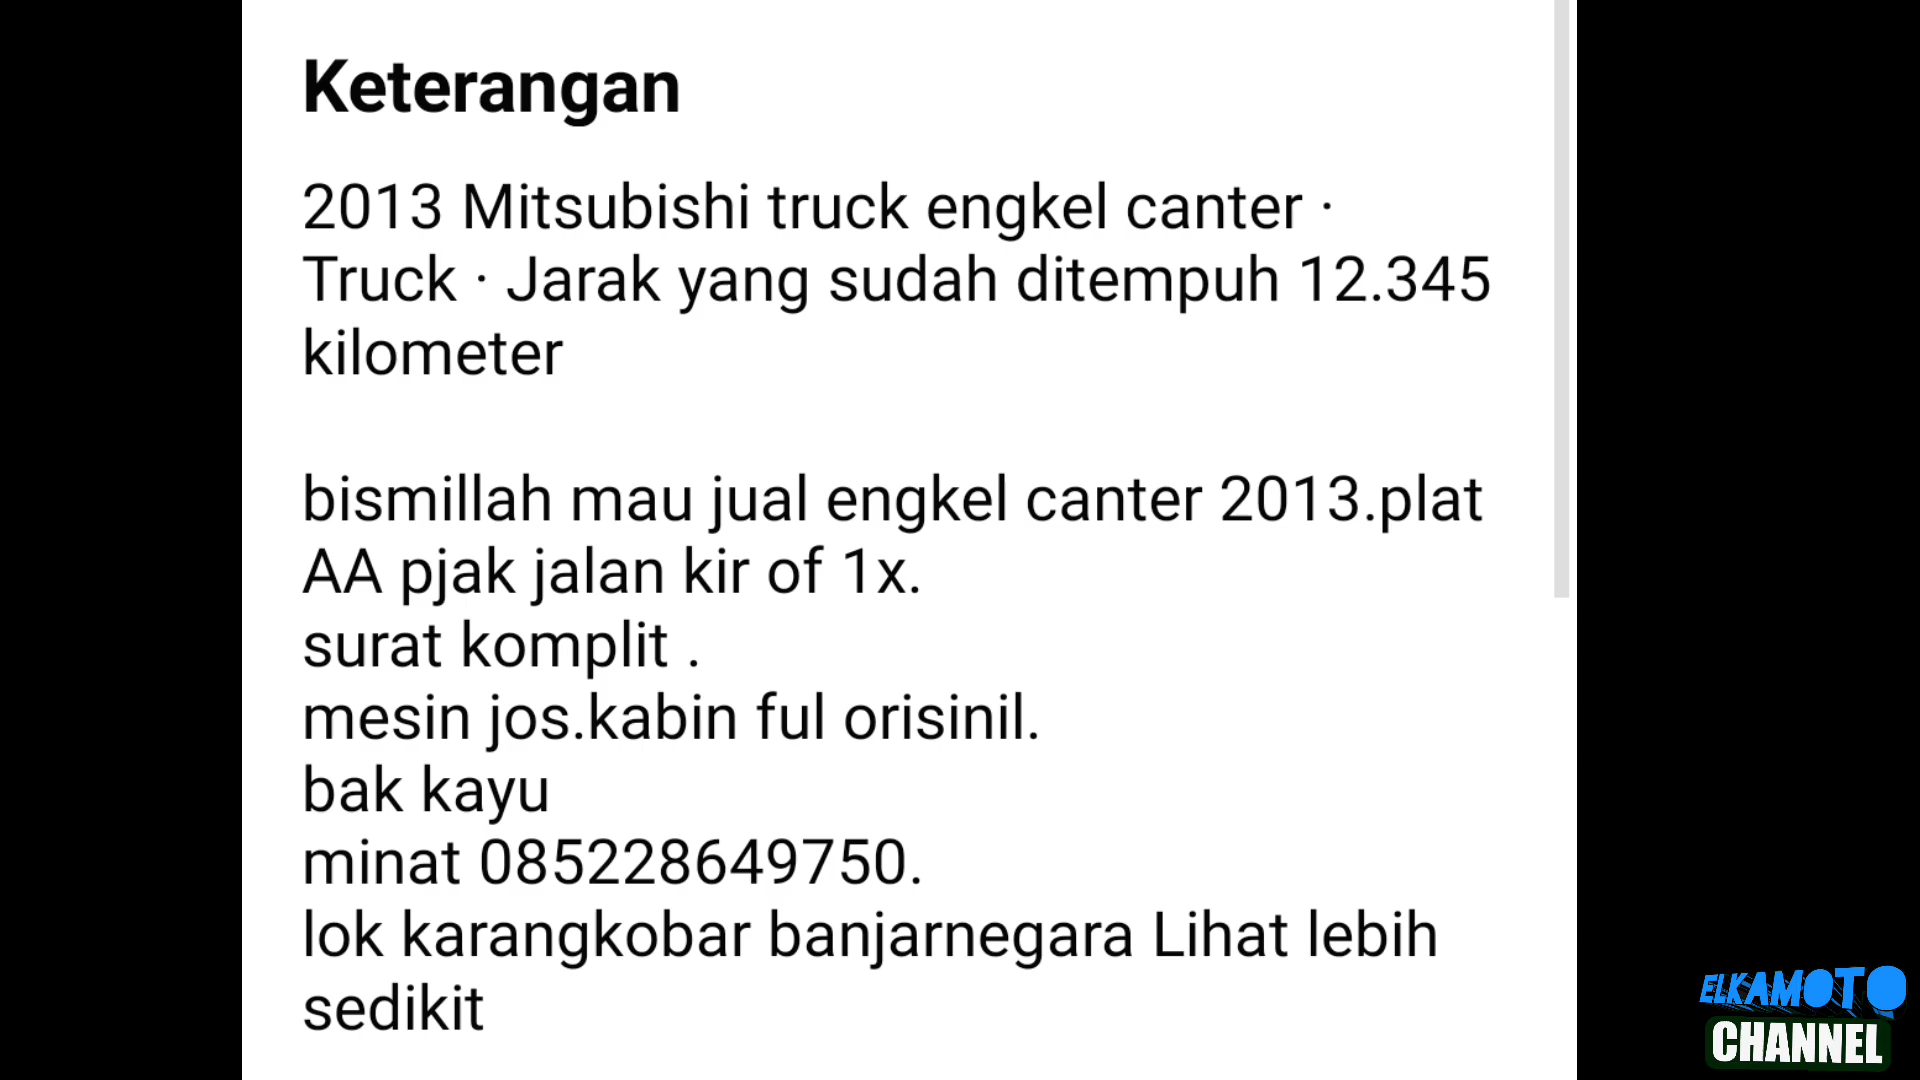 Keterangan
2013 Mitsubishi truck engkel canter ·
Truck · Jarak yang sudah ditempuh 12.345
kilometer
bismillah mau jual engkel canter 2013.plat
AA pjak jalan kir of 1x.
surat komplit .
mesin jos.kabin ful orisinil.
bak kayu
minat 085228649750.
lok karangkobar banjarnegara Lihat lebih
sedikit
ELKAMOTO
CHANNEL